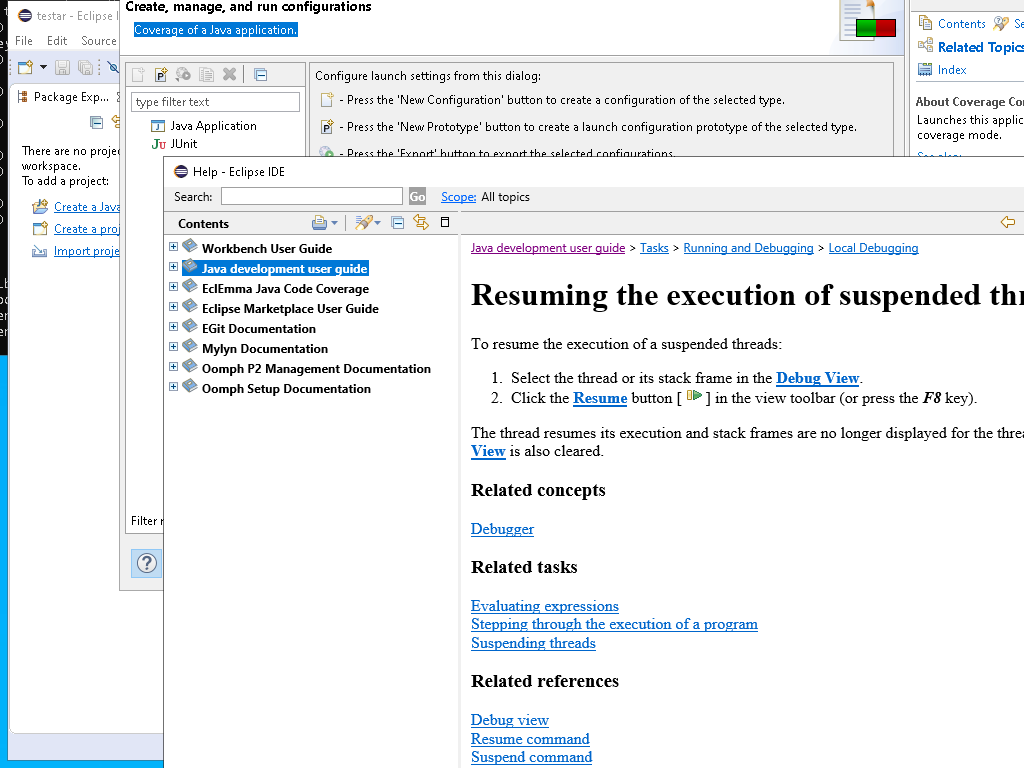 testar - Eclipse I
File Edit Source
Package Exp...
There are no proje
workspace.
To add a project:
Create a Java
Create a proj
Import proje
Create, manage, and run configurations
Coverage of a Java application.
type filter text
Java Application
JUnit
Filter
Configure launch settings from this dialog:
- Press the 'New Configuration' button to create a configuration of the selected type.
- Press the 'New Prototype' button to create a launch configuration prototype of the selected type.
- Press the 'Export' button to export the selected configurations.
Contents Se
Related Topics
Index
About Coverage Co
Launches this applic
coverage mode.
See also:
Help - Eclipse IDE
Search: Go Scope: All topics
Contents
Workbench User Guide
Java development user guide
EclEmma Java Code Coverage
Eclipse Marketplace User Guide
EGit Documentation
Mylyn Documentation
Oomph P2 Management Documentation
Oomph Setup Documentation
Java development user guide > Tasks > Running and Debugging > Local Debugging
Resuming the execution of suspended thr
To resume the execution of a suspended threads:
1. Select the thread or its stack frame in the Debug View.
2. Click the Resume button [ ] in the view toolbar (or press the F8 key).
The thread resumes its execution and stack frames are no longer displayed for the threa
View is also cleared.
Related concepts
Debugger
Related tasks
Evaluating expressions
Stepping through the execution of a program
Suspending threads
Related references
Debug view
Resume command
Suspend command